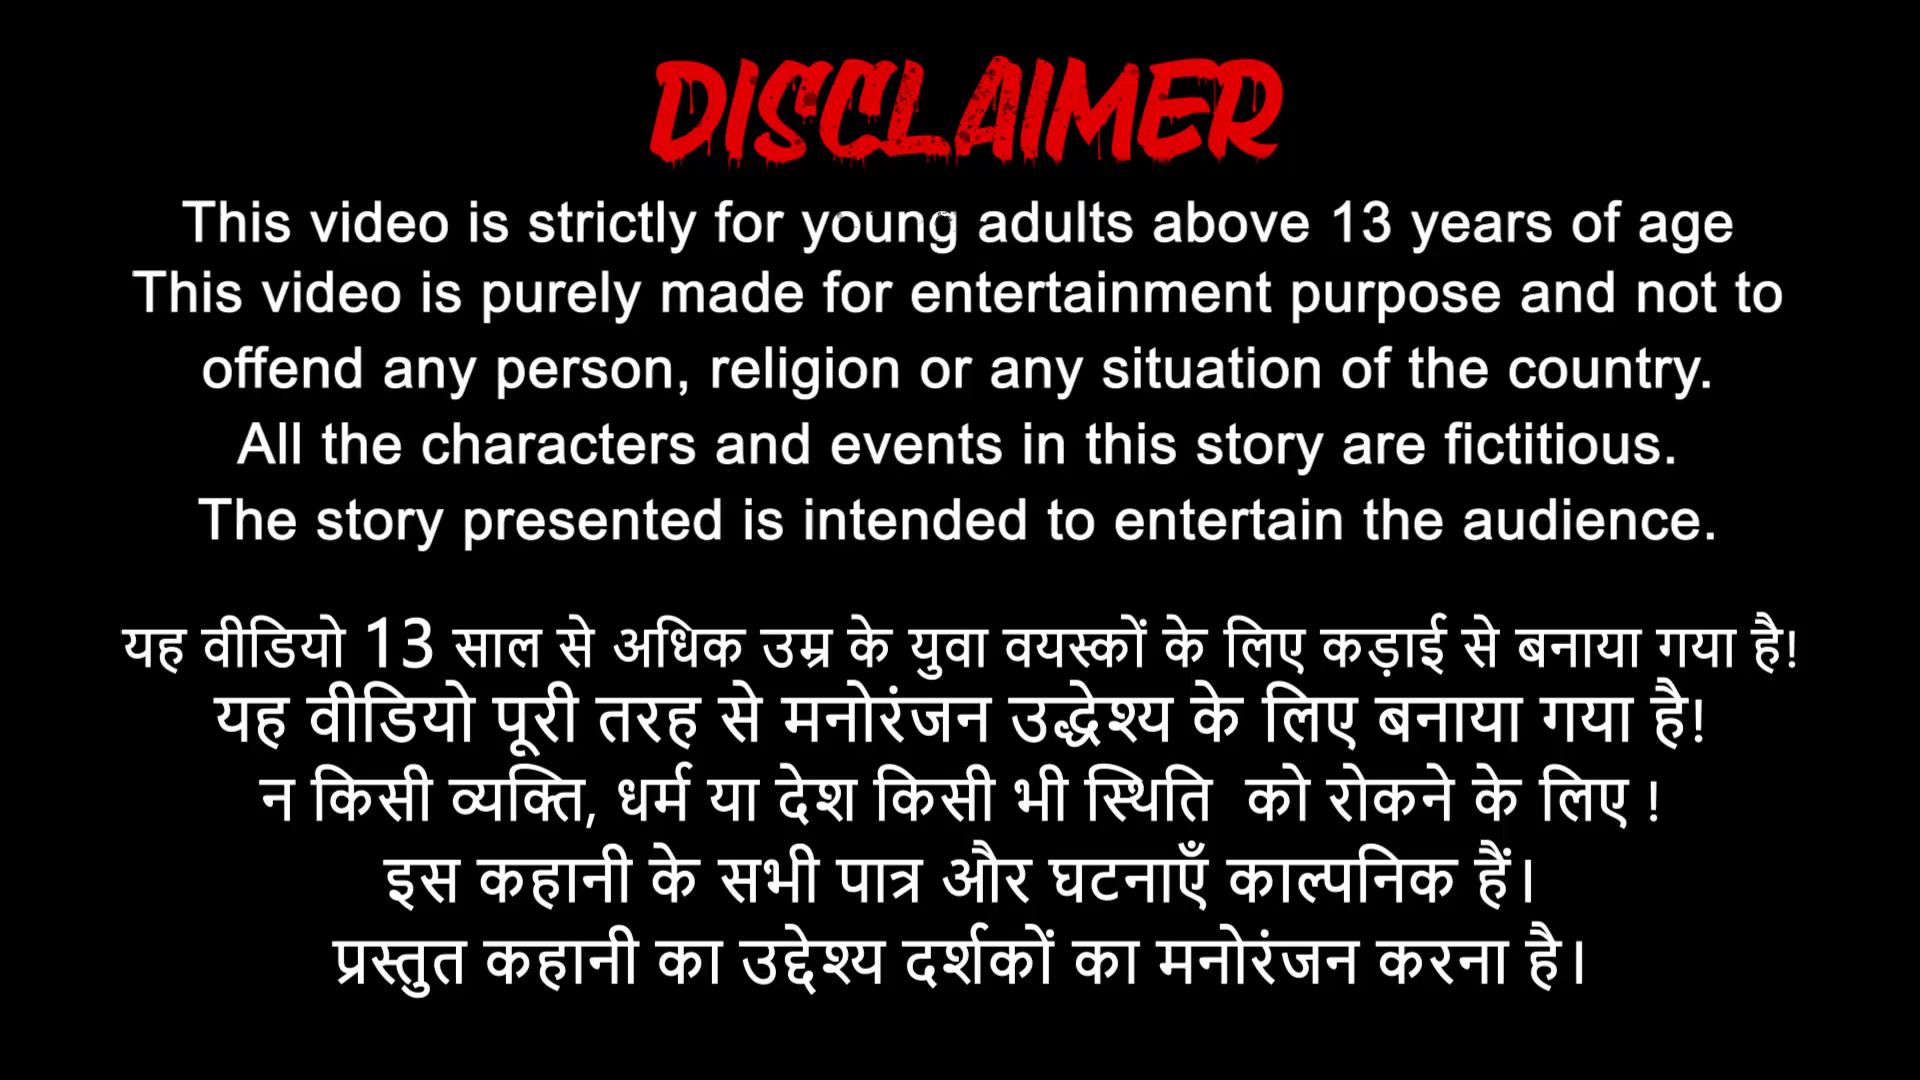 DISCLAIMER
This video is strictly for young adults above 13 years of age
This video is purely made for entertainment purpose and not to
offend any person, religion or any situation of the country.
All the characters and events in this story are fictitious.
The story presented is intended to entertain the audience.
यह वीडियो 13 साल से अधिक उम्र के युवा वयस्कों के लिए कड़ाई से बनाया गया है!
यह वीडियो पूरी तरह से मनोरंजन उद्धेश्य के लिए बनाया गया है!
न किसी व्यक्ति, धर्म या देश किसी भी स्थिति को रोकने के लिए !
इस कहानी के सभी पात्र और घटनाएँ काल्पनिक हैं।
प्रस्तुत कहानी का उद्देश्य दर्शकों का मनोरंजन करना है।